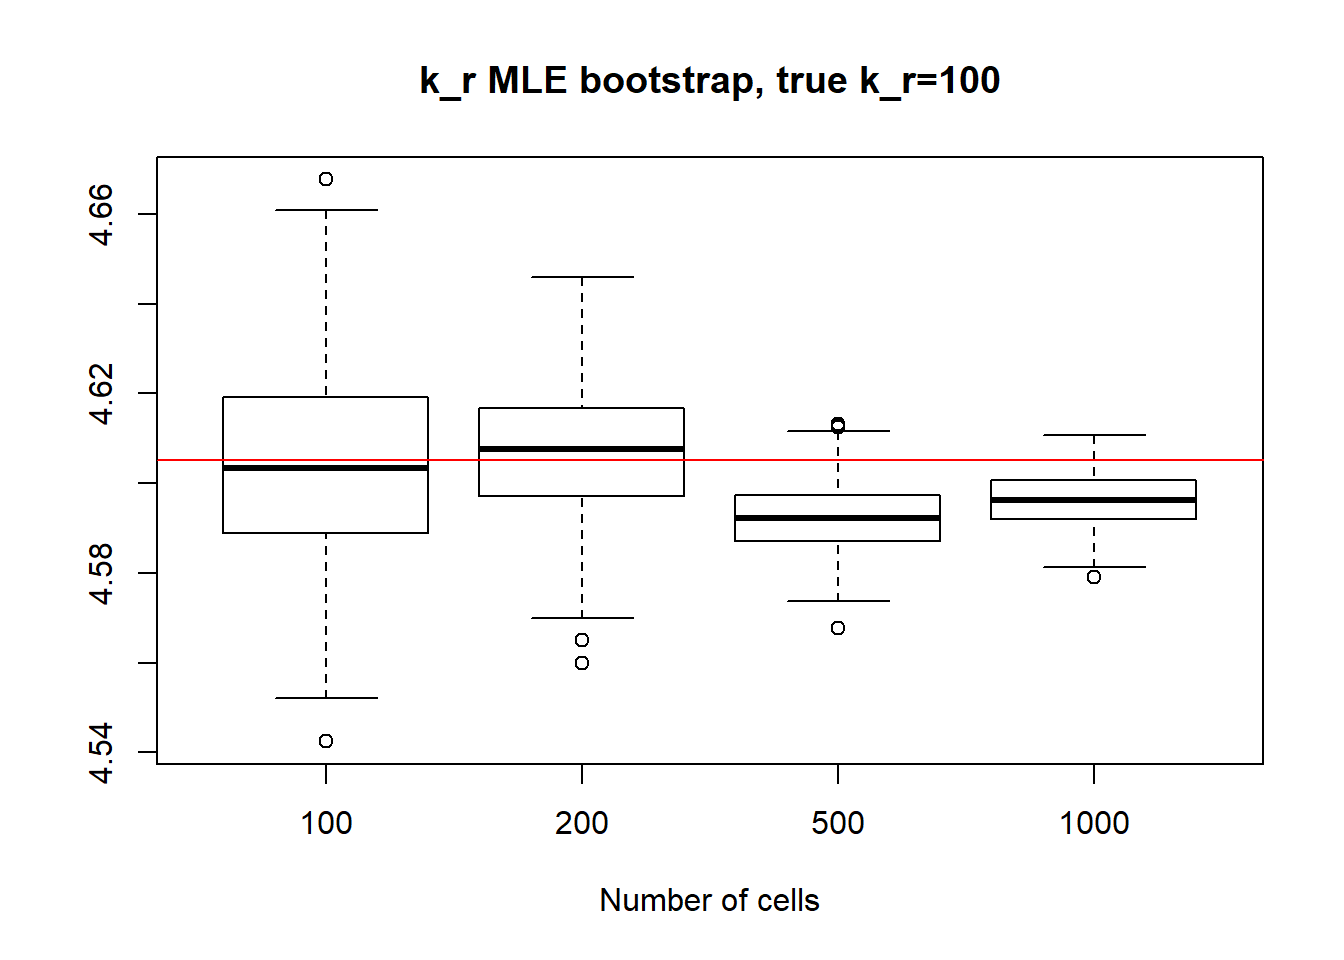 k_r MLE bootstrap, true k_r=100
4.66
4.62
4.58
4.54
100 200 500 1000
Number of cells